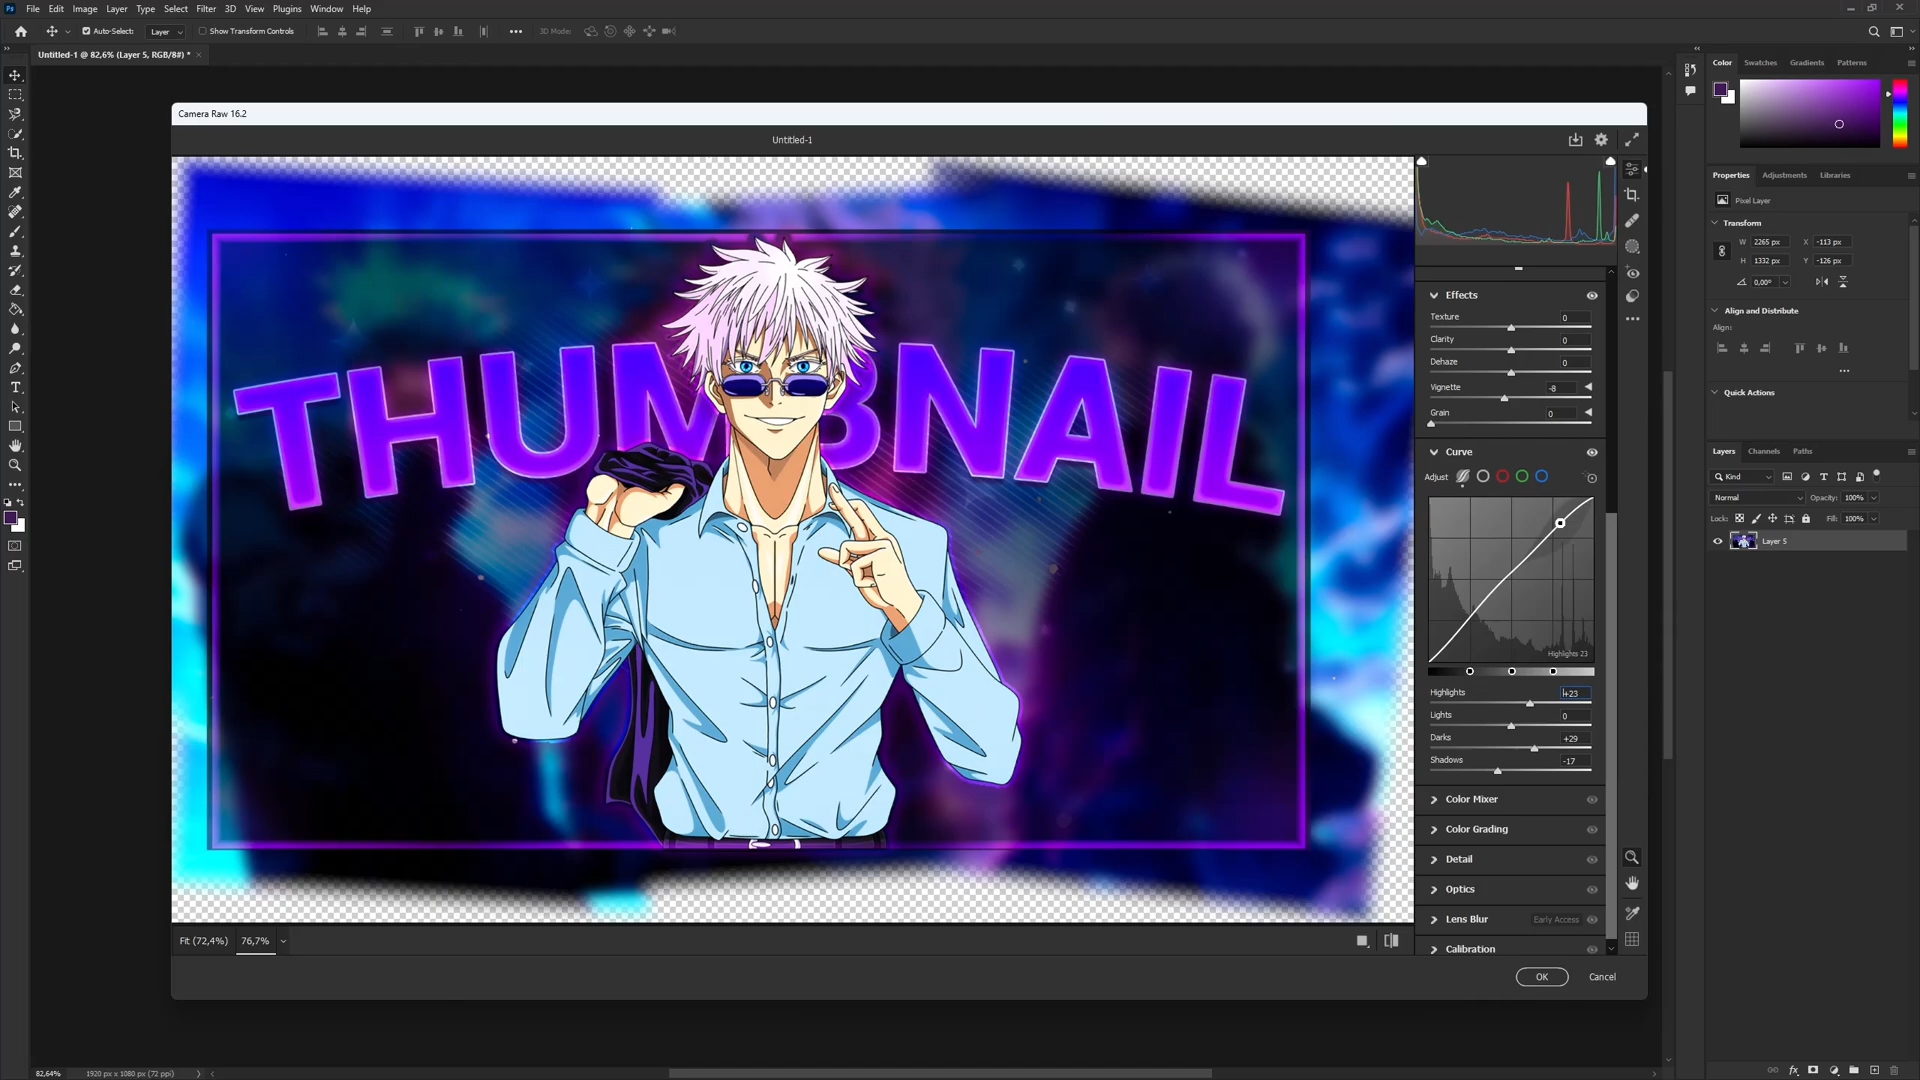 Ps File Edit Image Layer Type Select Filter 3D View Plugins Window Help
Auto-Select: Layer Show Transform Controls 3D Mode:
Untitled-1 @ 82,6% (Layer 5, RGB/8#) *
Camera Raw 16.2
Untitled-1
THUMBNAIL
Effects
Texture 0
Clarity 0
Dehaze 0
Vignette -8
Grain 0
Curve
Adjust
Highlights 23
Highlights +23
Lights 0
Darks +29
Shadows -17
Color Mixer
Color Grading
Detail
Optics
Lens Blur Early Access
Calibration
Fit (72,4%) 76,7%
OK Cancel
Color Swatches Gradients Patterns
Properties Adjustments Libraries
Pixel Layer
Transform
W 2265 px X -113 px
H 1332 px Y -126 px
0,00°
Align and Distribute
Align:
Quick Actions
Layers Channels Paths
Kind
Normal Opacity: 100%
Lock: Fill: 100%
Layer 5
82,64% 1920 px x 1080 px (72 ppi)